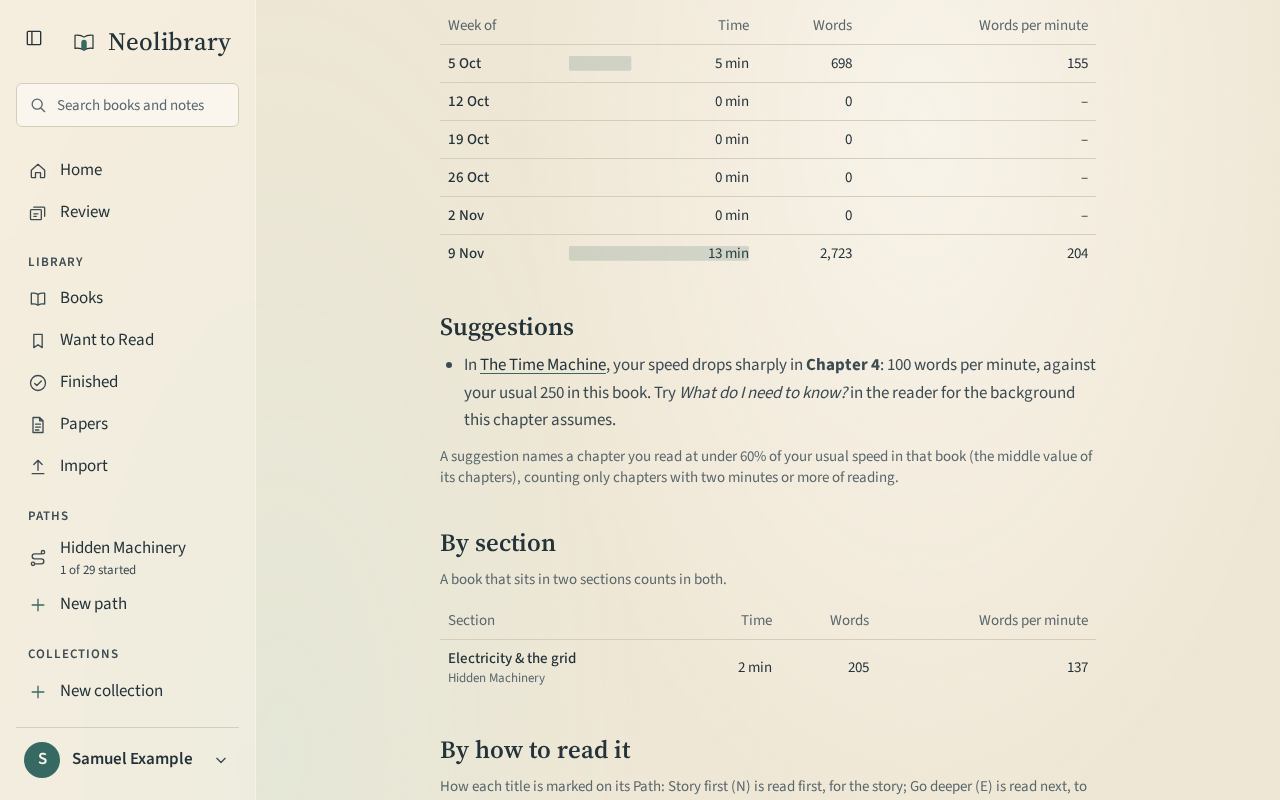 Neolibrary
Search books and notes
Home
Review
LIBRARY
Books
Want to Read
Finished
Papers
Import
PATHS
Hidden Machinery
1 of 29 started
New path
COLLECTIONS
New collection
S Samuel Example
Week of Time Words Words per minute
5 Oct 5 min 698 155
12 Oct 0 min 0 –
19 Oct 0 min 0 –
26 Oct 0 min 0 –
2 Nov 0 min 0 –
9 Nov 13 min 2,723 204
Suggestions
• In The Time Machine, your speed drops sharply in Chapter 4: 100 words per minute, against
your usual 250 in this book. Try What do I need to know? in the reader for the background
this chapter assumes.
A suggestion names a chapter you read at under 60% of your usual speed in that book (the middle value of
its chapters), counting only chapters with two minutes or more of reading.
By section
A book that sits in two sections counts in both.
Section Time Words Words per minute
Electricity & the grid 2 min 205 137
Hidden Machinery
By how to read it
How each title is marked on its Path: Story first (N) is read first, for the story; Go deeper (E) is read next, to